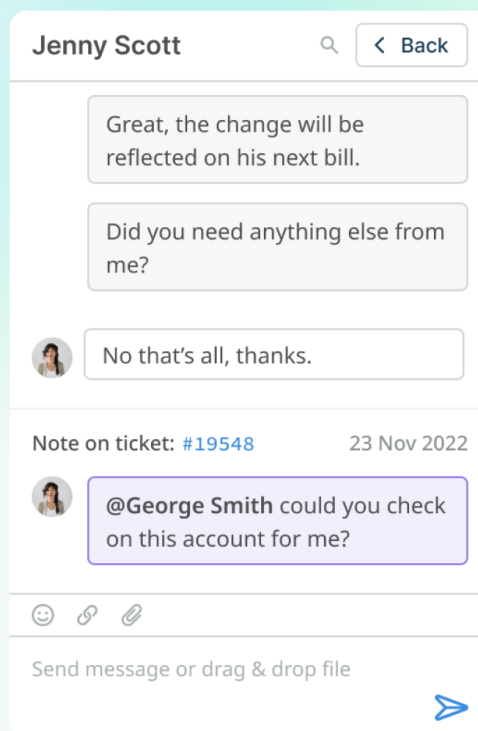 Jenny Scott
Back
Great, the change will be
reflected on his next bill.
Did you need anything else from
me?
No that’s all, thanks.
Note on ticket: #19548 23 Nov 2022
@George Smith could you check
on this account for me?
Send message or drag & drop file